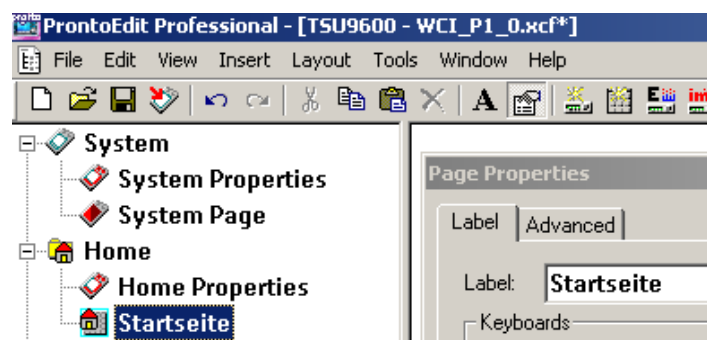 ProntoEdit Professional - [TSU9600 - WCI_P1_0.xcf*]
File Edit View Insert Layout Tools Window Help
System
System Properties
System Page
Home
Home Properties
Startseite
Page Properties
Label Advanced
Label: Startseite
Keyboards